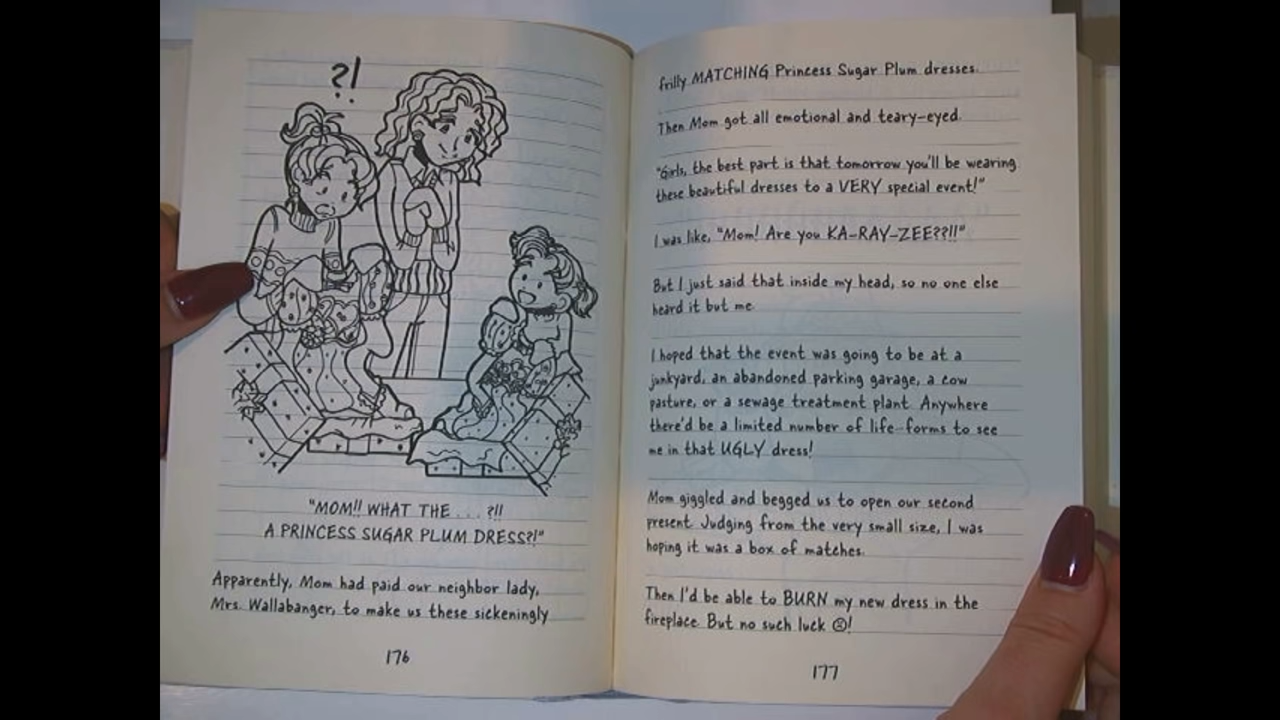 ?!
"MOM!! WHAT THE . . . ?!!
A PRINCESS SUGAR PLUM DRESS?!"
Apparently, Mom had paid our neighbor lady,
Mrs. Wallabanger, to make us these sickeningly
176
frilly MATCHING Princess Sugar Plum dresses.
Then Mom got all emotional and teary-eyed.
"Girls, the best part is that tomorrow you'll be wearing
these beautiful dresses to a VERY special event!"
I was like, "Mom! Are you KA-RAY-ZEE??!!"
But I just said that inside my head, so no one else
heard it but me.
I hoped that the event was going to be at a
junkyard, an abandoned parking garage, a cow
pasture, or a sewage treatment plant. Anywhere
there'd be a limited number of life-forms to see
me in that UGLY dress!
Mom giggled and begged us to open our second
present. Judging from the very small size, I was
hoping it was a box of matches.
Then I'd be able to BURN my new dress in the
fireplace. But no such luck ☹!
177